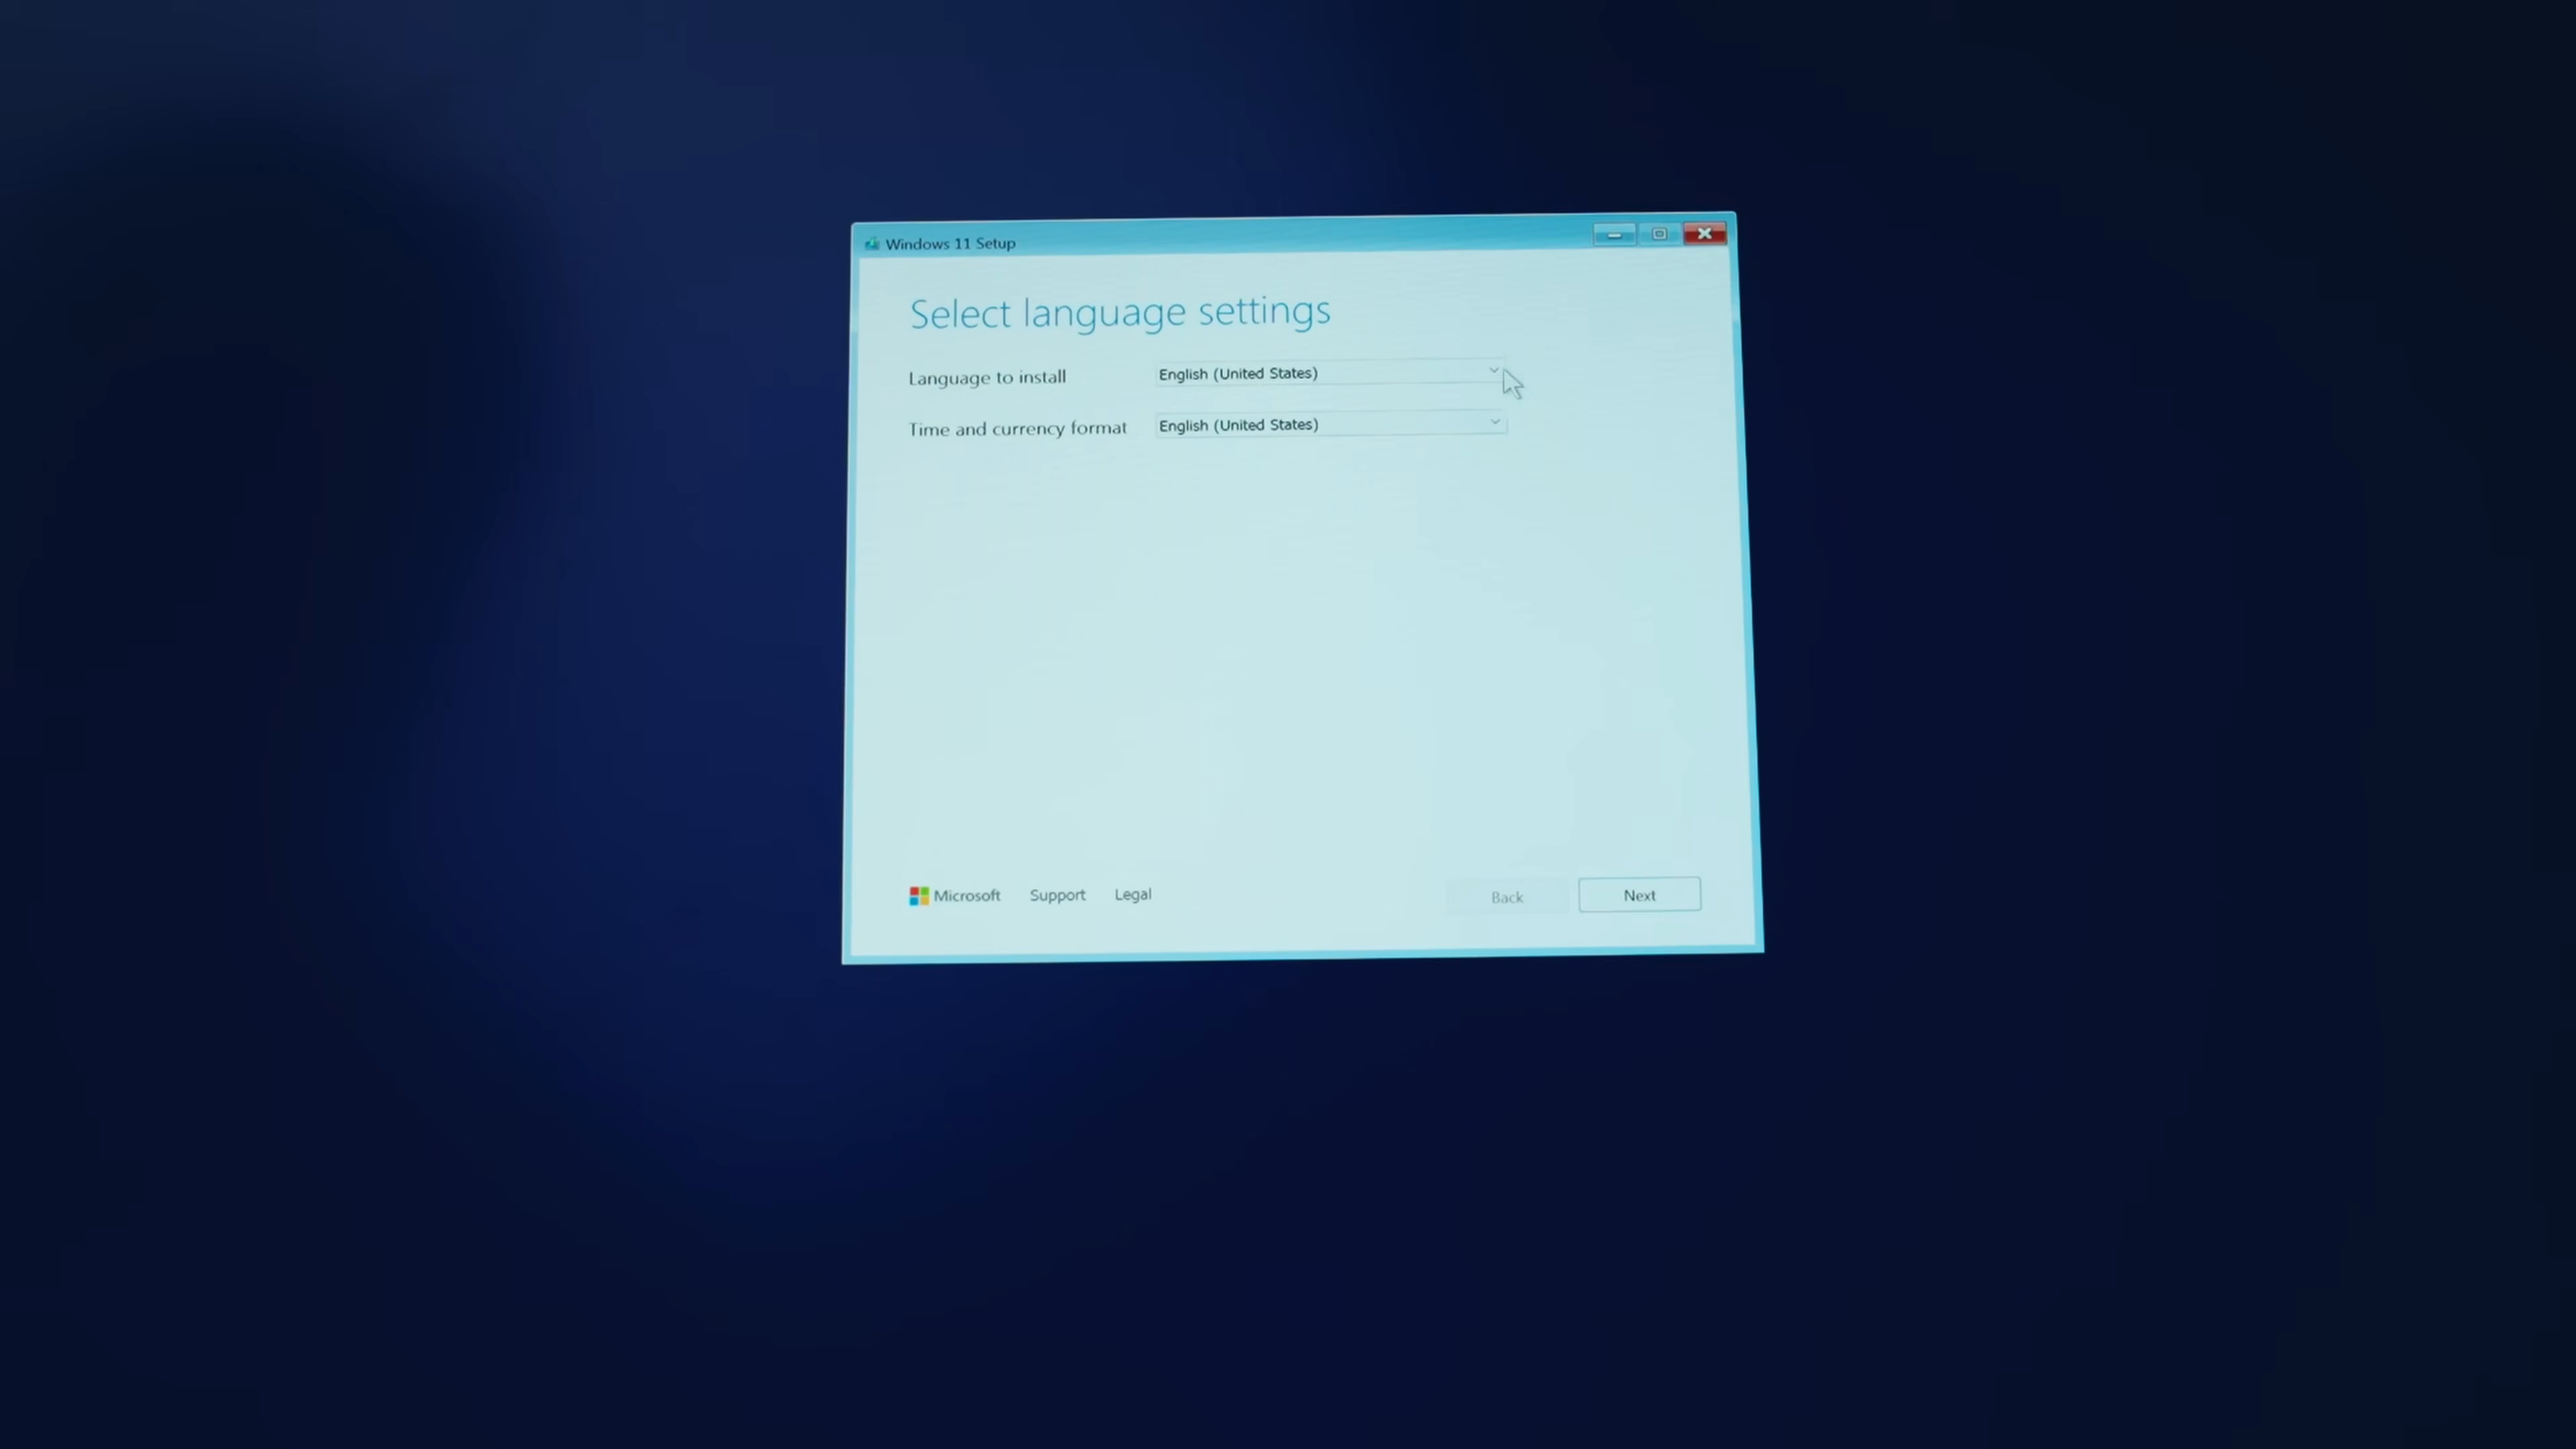 Windows 11 Setup
Select language settings
Language to install English (United States)
Time and currency format English (United States)
Microsoft Support Legal Back Next